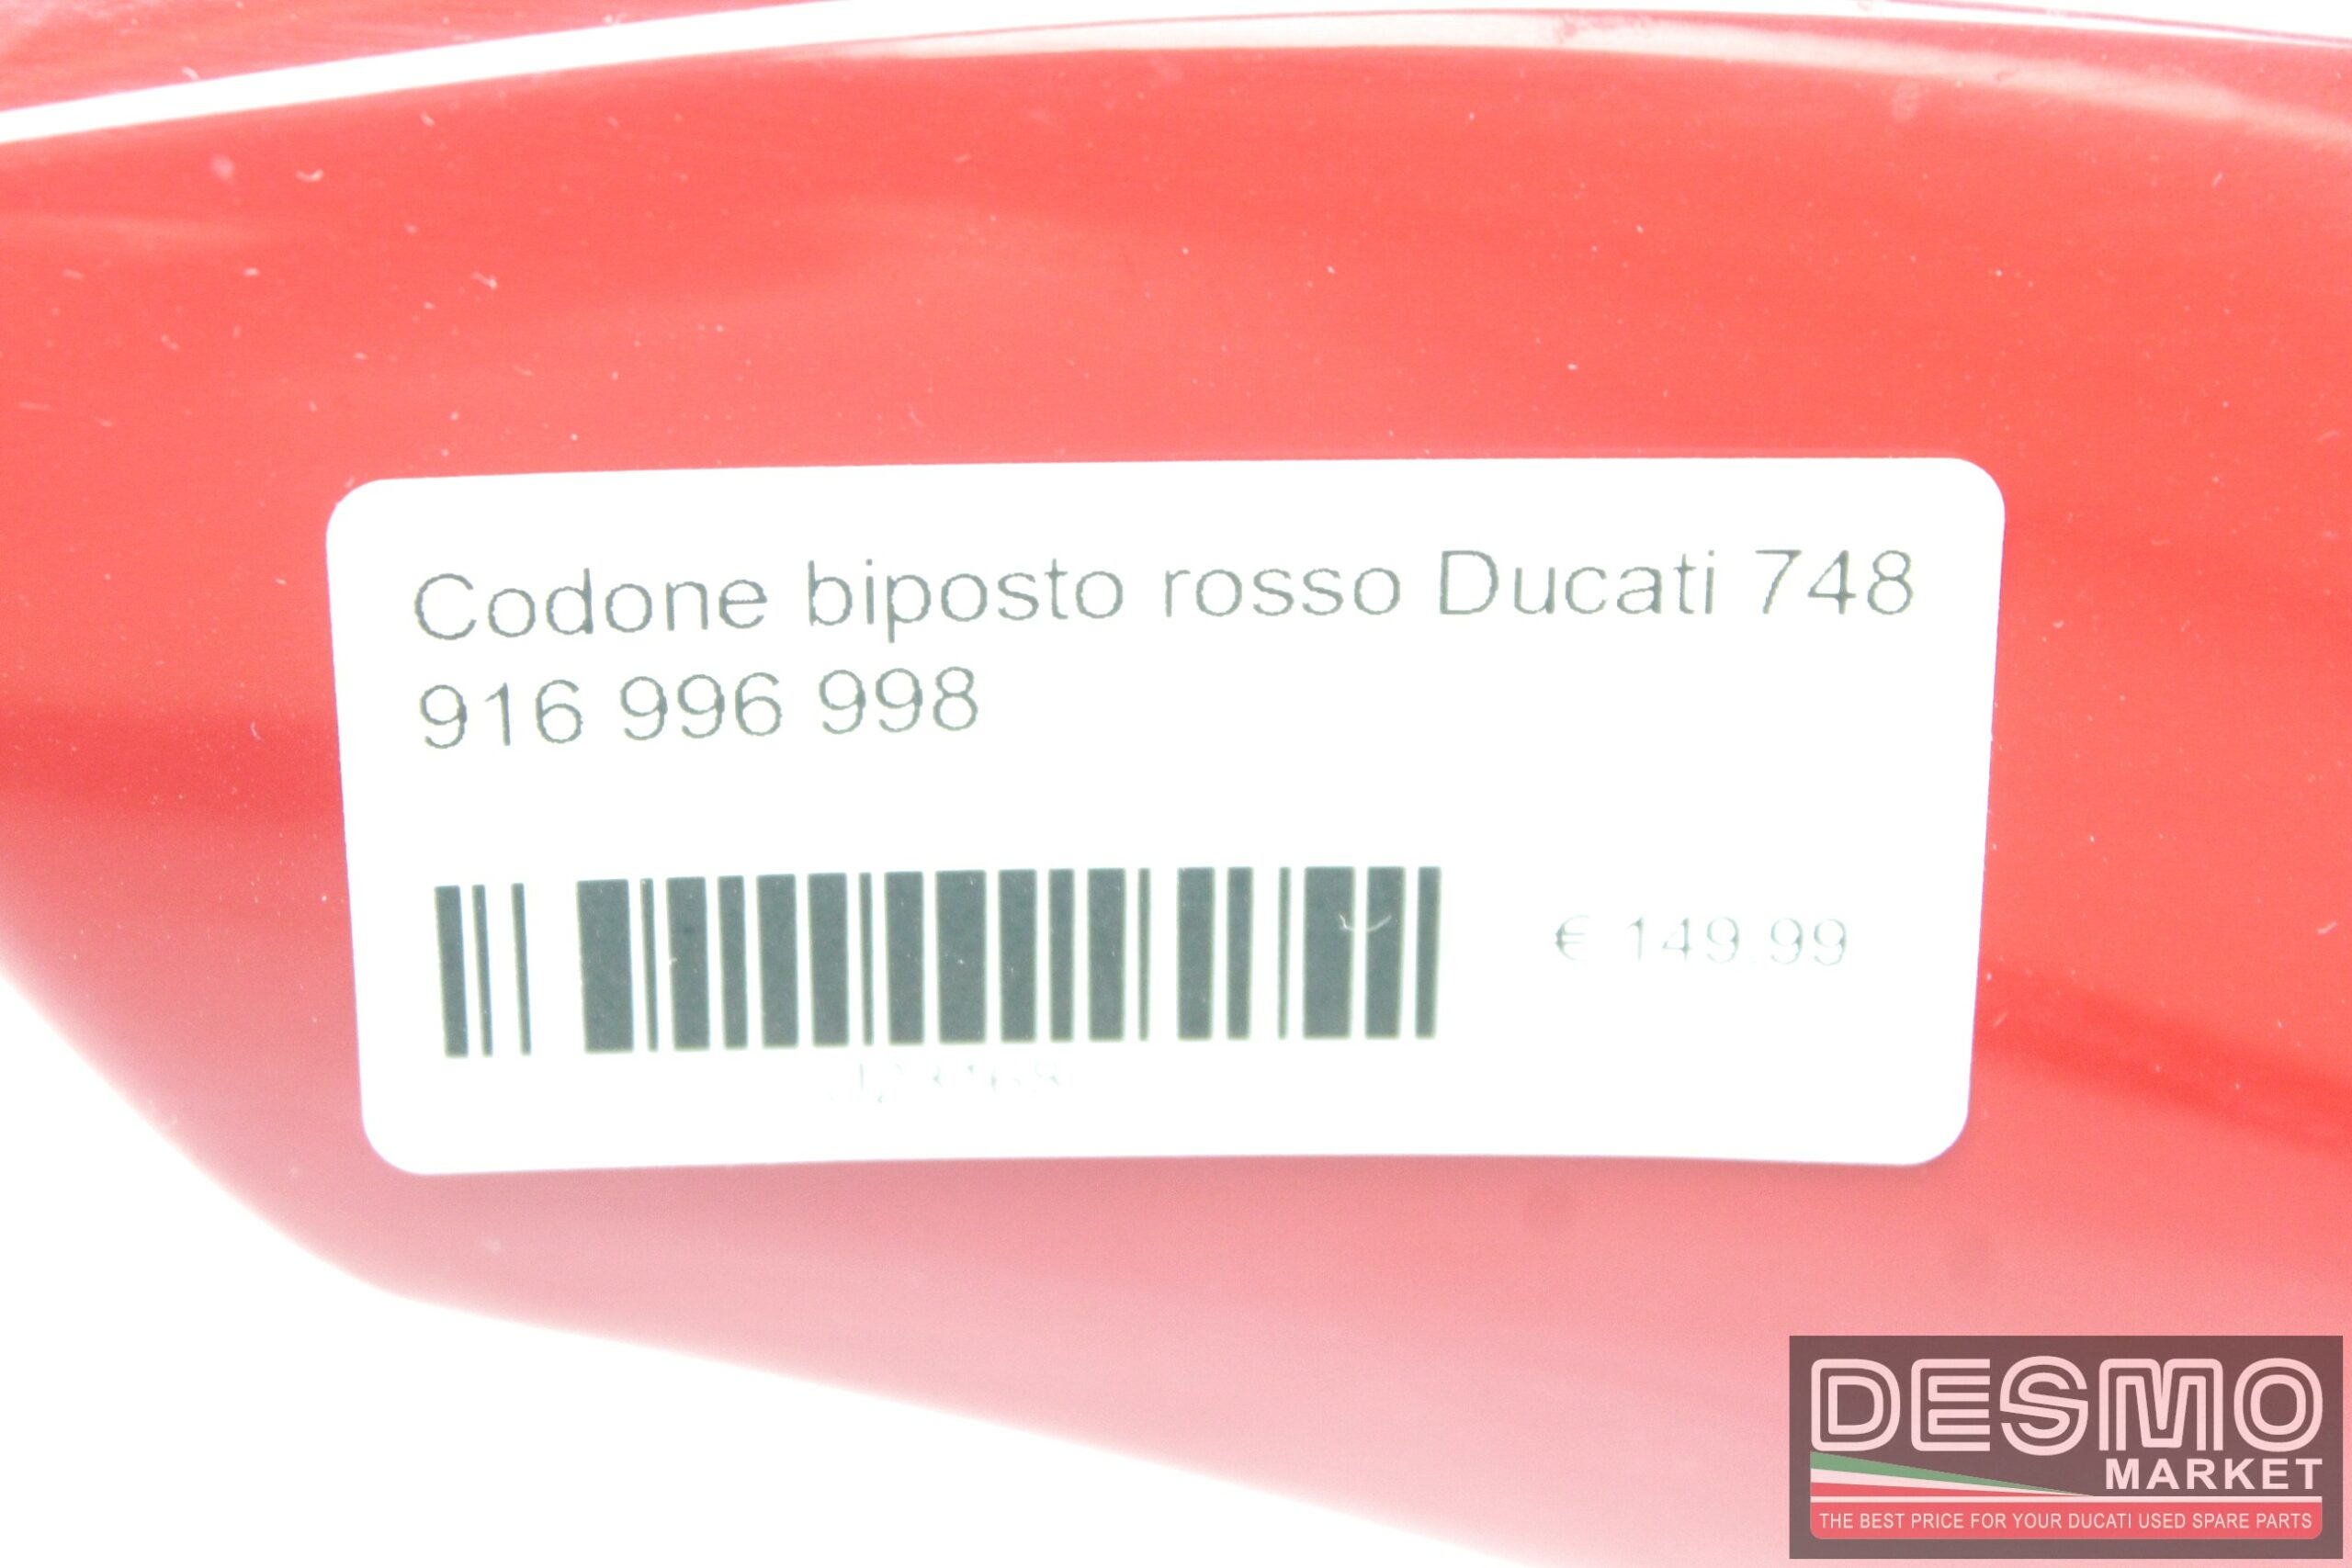 Codone biposto rosso Ducati 748
916 996 998
€ 149.99
DESMO
MARKET
THE BEST PRICE FOR YOUR DUCATI USED SPARE PARTS